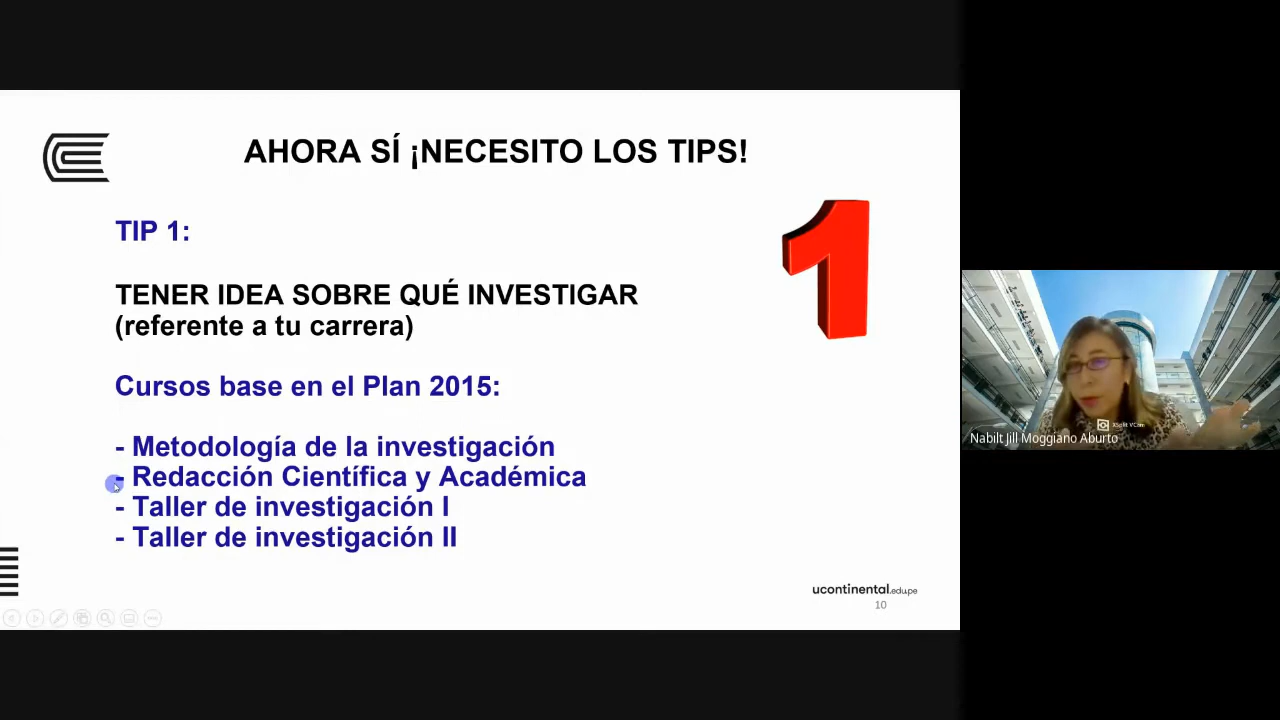 AHORA SÍ ¡NECESITO LOS TIPS!
TIP 1:
1
TENER IDEA SOBRE QUÉ INVESTIGAR
(referente a tu carrera)
Cursos base en el Plan 2015:
- Metodología de la investigación
- Redacción Científica y Académica
- Taller de investigación I
- Taller de investigación II
ucontinental.edu.pe
10
XSplit VCam
Nabilt Jill Moggiano Aburto